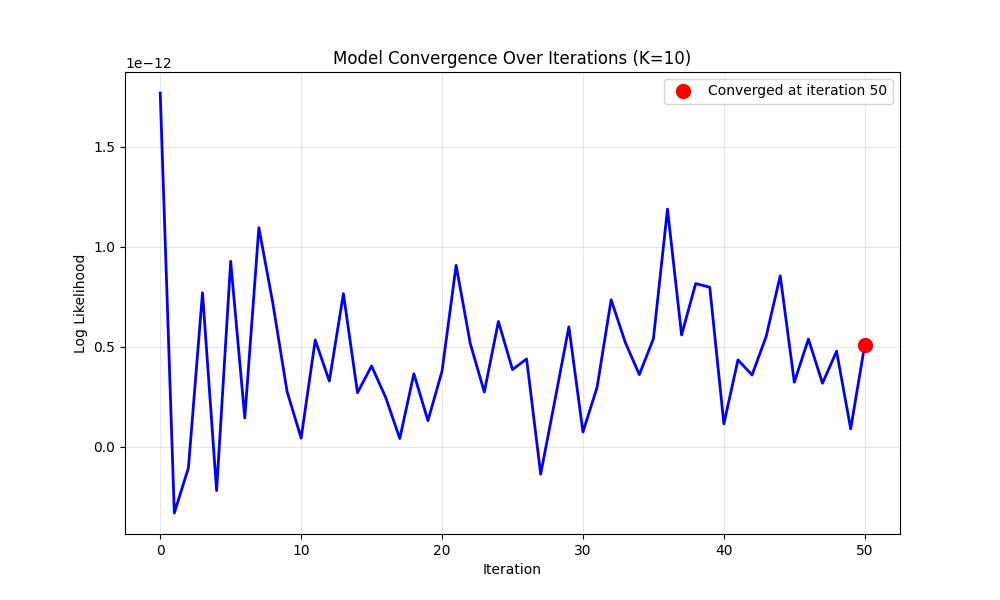 Model Convergence Over Iterations (K=10)
1e−12
Converged at iteration 50
1.5
1.0
0.5
0.0
Log Likelihood
0 10 20 30 40 50
Iteration